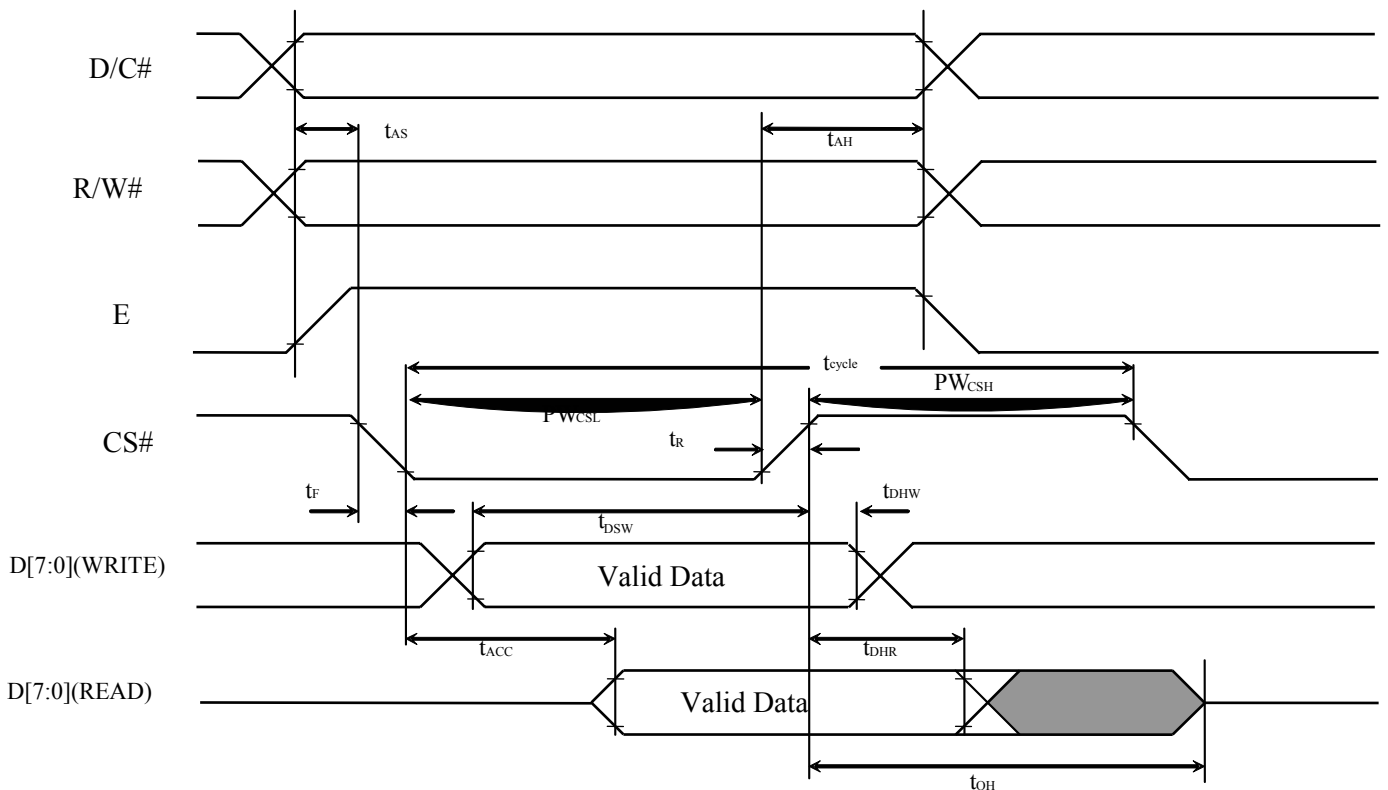 D/C#
tAS
tAH
R/W#
E
tcycle
PWCSH
PWCSL
CS#
tR
tF
tDHW
tDSW
D[7:0](WRITE)
Valid Data
tACC
tDHR
D[7:0](READ)
Valid Data
tOH